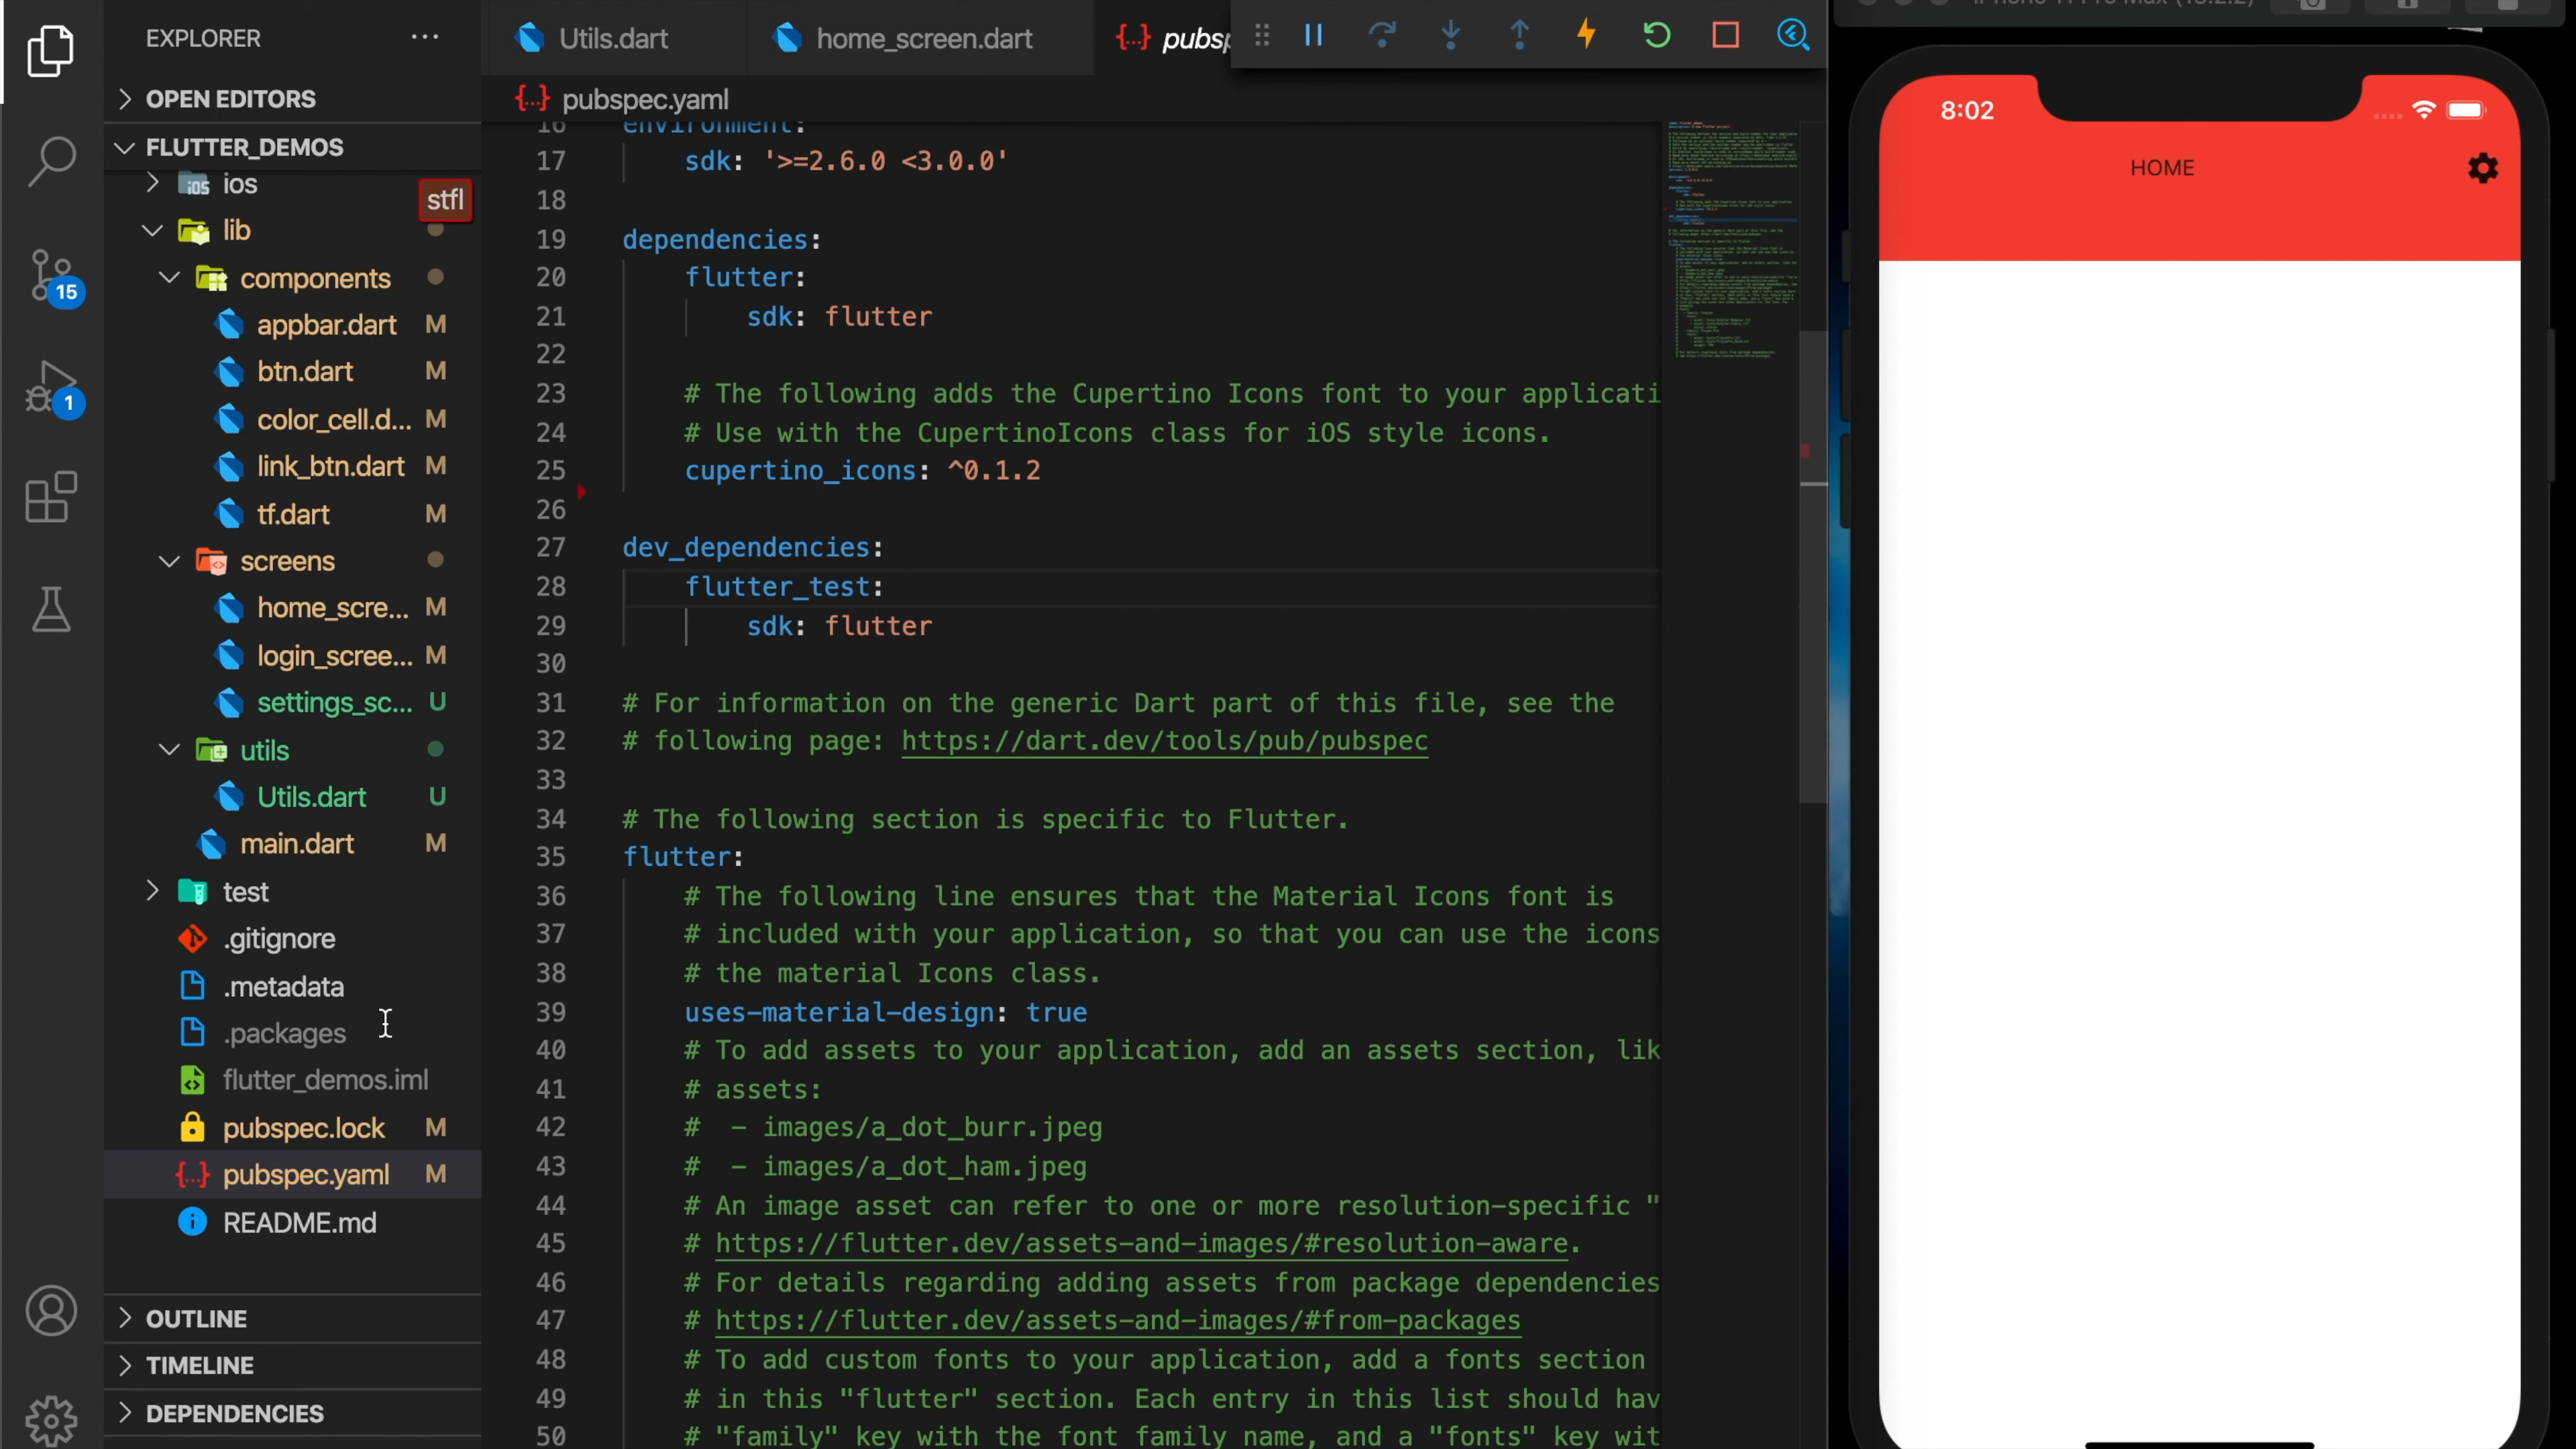 EXPLORER
OPEN EDITORS
FLUTTER_DEMOS
ios
stfl
lib
components
appbar.dart M
btn.dart M
color_cell.d... M
link_btn.dart M
tf.dart M
screens
home_scre... M
login_scree... M
settings_sc... U
utils
Utils.dart U
main.dart M
test
.gitignore
.metadata
.packages
flutter_demos.iml
pubspec.lock M
{...} pubspec.yaml M
README.md
OUTLINE
TIMELINE
DEPENDENCIES
15
1
Utils.dart
home_screen.dart
{...} pubsp
{...} pubspec.yaml
16 environment:
17 sdk: '>=2.6.0 <3.0.0'
18
19 dependencies:
20 flutter:
21 sdk: flutter
22
23 # The following adds the Cupertino Icons font to your applicati
24 # Use with the CupertinoIcons class for iOS style icons.
25 cupertino_icons: ^0.1.2
26
27 dev_dependencies:
28 flutter_test:
29 sdk: flutter
30
31 # For information on the generic Dart part of this file, see the
32 # following page: https://dart.dev/tools/pub/pubspec
33
34 # The following section is specific to Flutter.
35 flutter:
36 # The following line ensures that the Material Icons font is
37 # included with your application, so that you can use the icons
38 # the material Icons class.
39 uses-material-design: true
40 # To add assets to your application, add an assets section, lik
41 # assets:
42 # - images/a_dot_burr.jpeg
43 # - images/a_dot_ham.jpeg
44 # An image asset can refer to one or more resolution-specific "
45 # https://flutter.dev/assets-and-images/#resolution-aware.
46 # For details regarding adding assets from package dependencies
47 # https://flutter.dev/assets-and-images/#from-packages
48 # To add custom fonts to your application, add a fonts section
49 # in this "flutter" section. Each entry in this list should hav
50 # "family" key with the font family name, and a "fonts" key wit
8:02
HOME